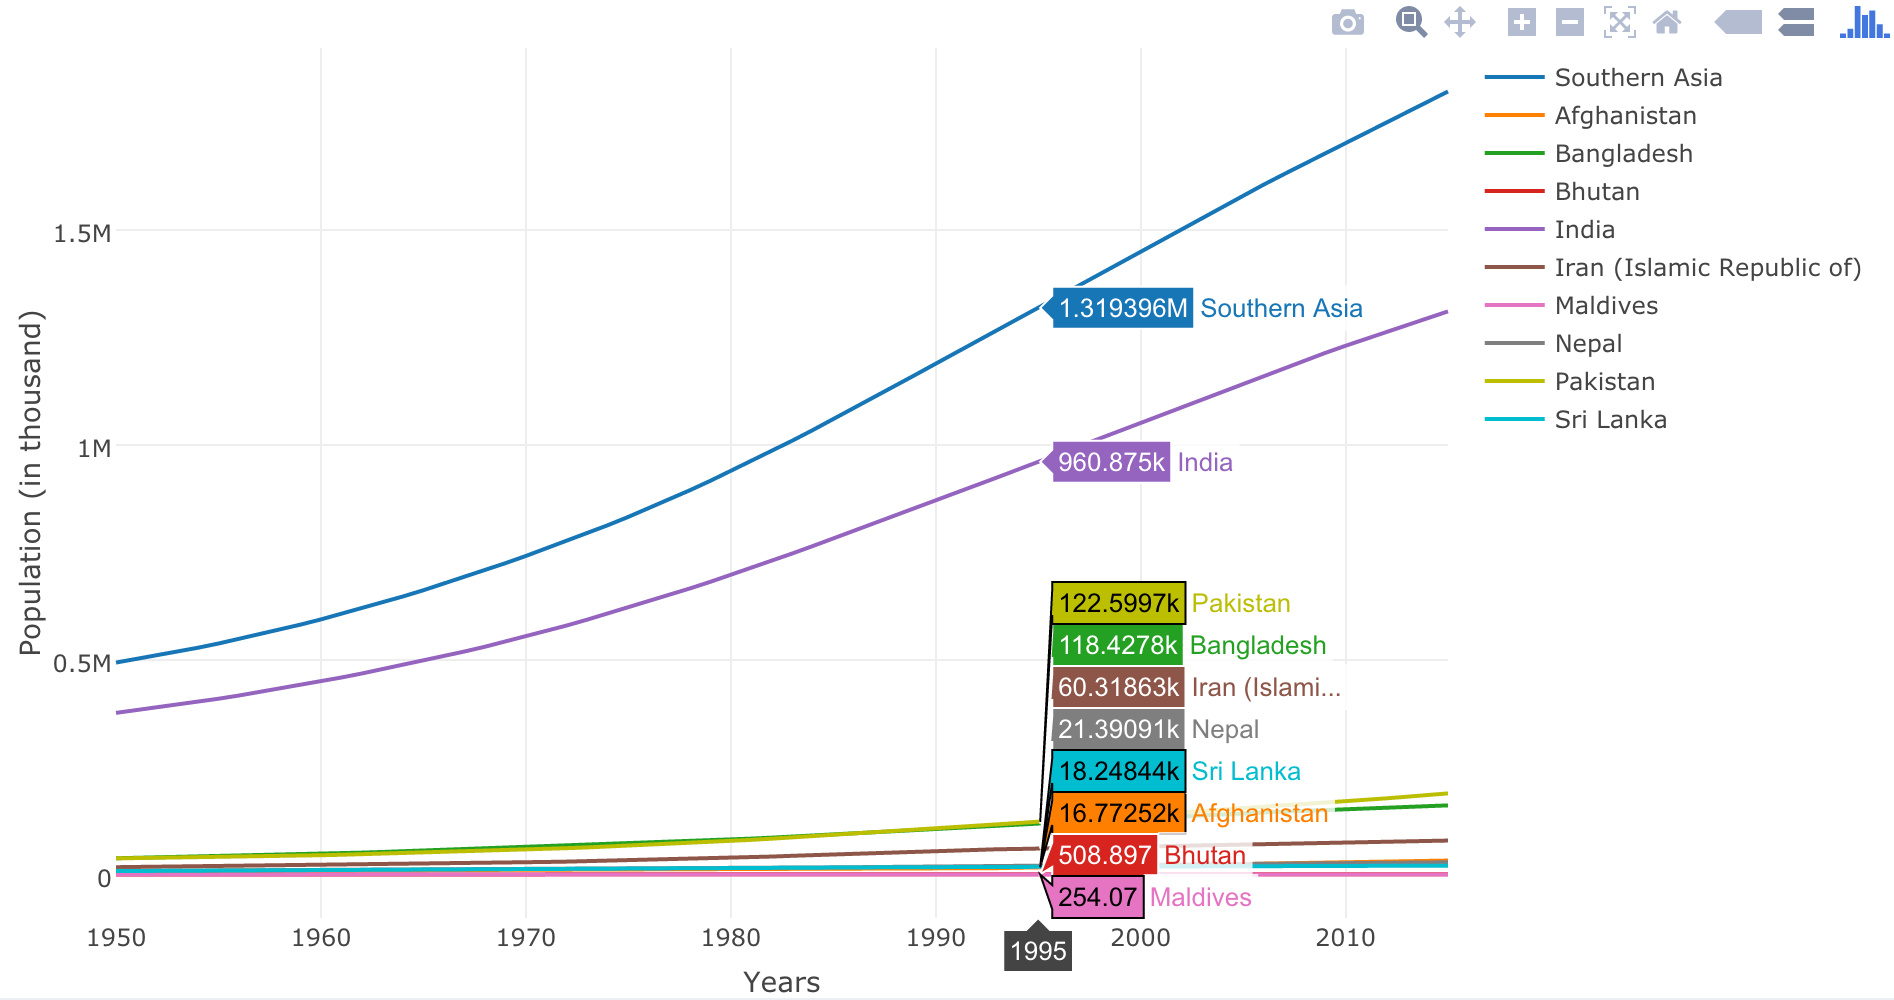 Southern Asia
Afghanistan
Bangladesh
Bhutan
India
Iran (Islamic Republic of)
Maldives
Nepal
Pakistan
Sri Lanka
Population (in thousand)
1.5M
1M
0.5M
0
1.319396M Southern Asia
960.875k India
122.5997k Pakistan
118.4278k Bangladesh
60.31863k Iran (Islami...
21.39091k Nepal
18.24844k Sri Lanka
16.77252k Afghanistan
508.897 Bhutan
254.07 Maldives
1950 1960 1970 1980 1990 2000 2010
1995
Years